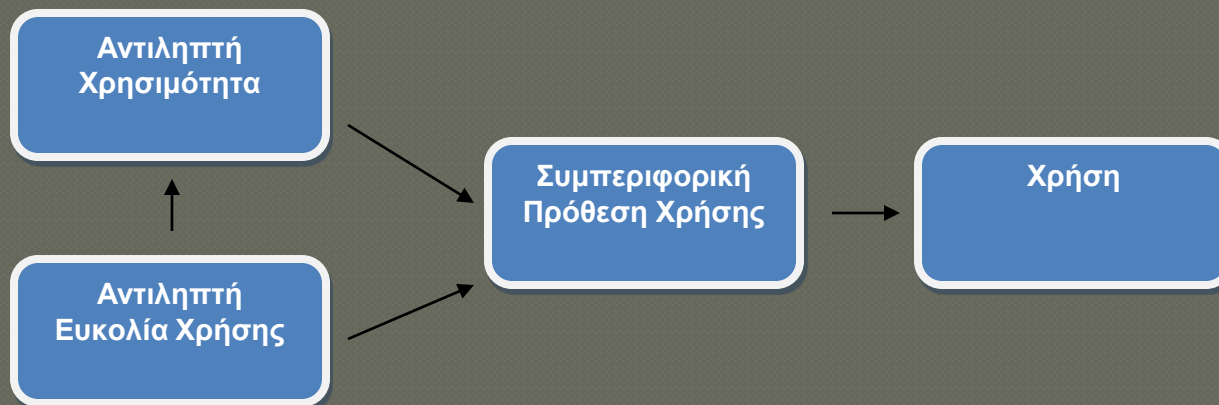 Αντιληπτή
Χρησιμότητα
Συμπεριφορική
Πρόθεση Χρήσης
Χρήση
Αντιληπτή
Ευκολία Χρήσης